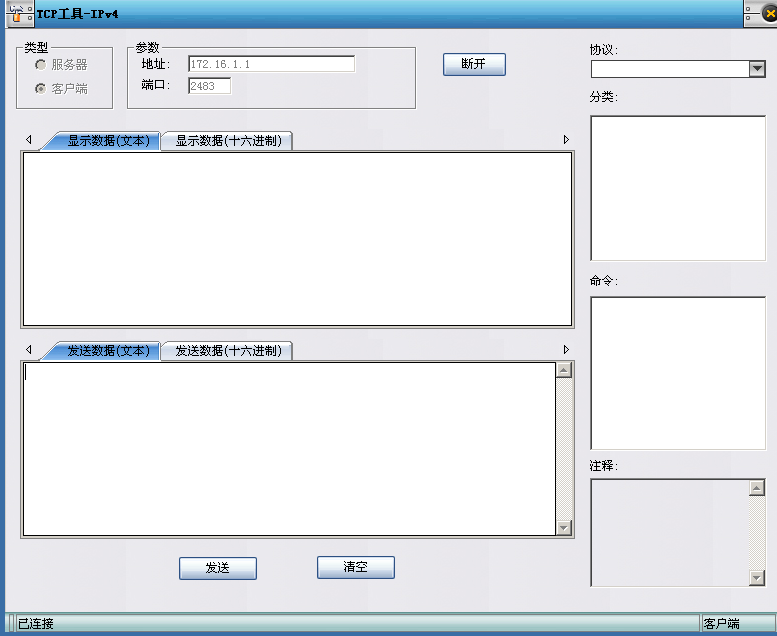 TCP工具-IPv4
类型
服务器
客户端
参数
地址: 172.16.1.1
端口: 2483
断开
协议:
分类:
显示数据(文本) 显示数据(十六进制)
命令:
发送数据(文本) 发送数据(十六进制)
注释:
发送 清空
已连接 客户端